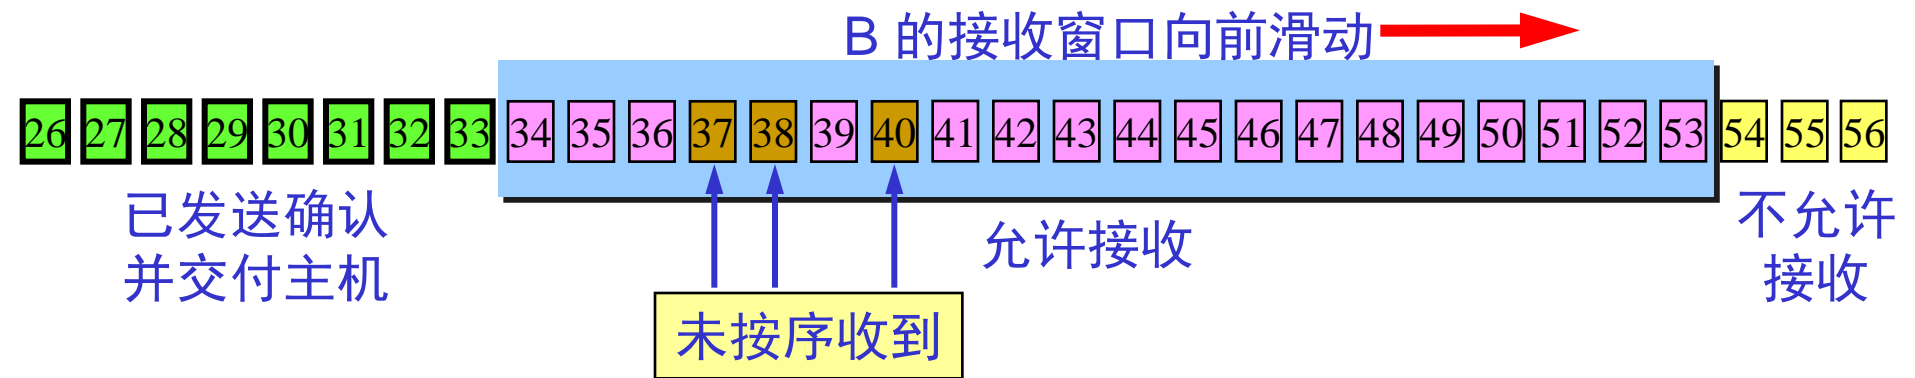 B 的接收窗口向前滑动
26 27 28 29 30 31 32 33 34 35 36 37 38 39 40 41 42 43 44 45 46 47 48 49 50 51 52 53 54 55 56
已发送确认
并交付主机
允许接收
不允许
接收
未按序收到